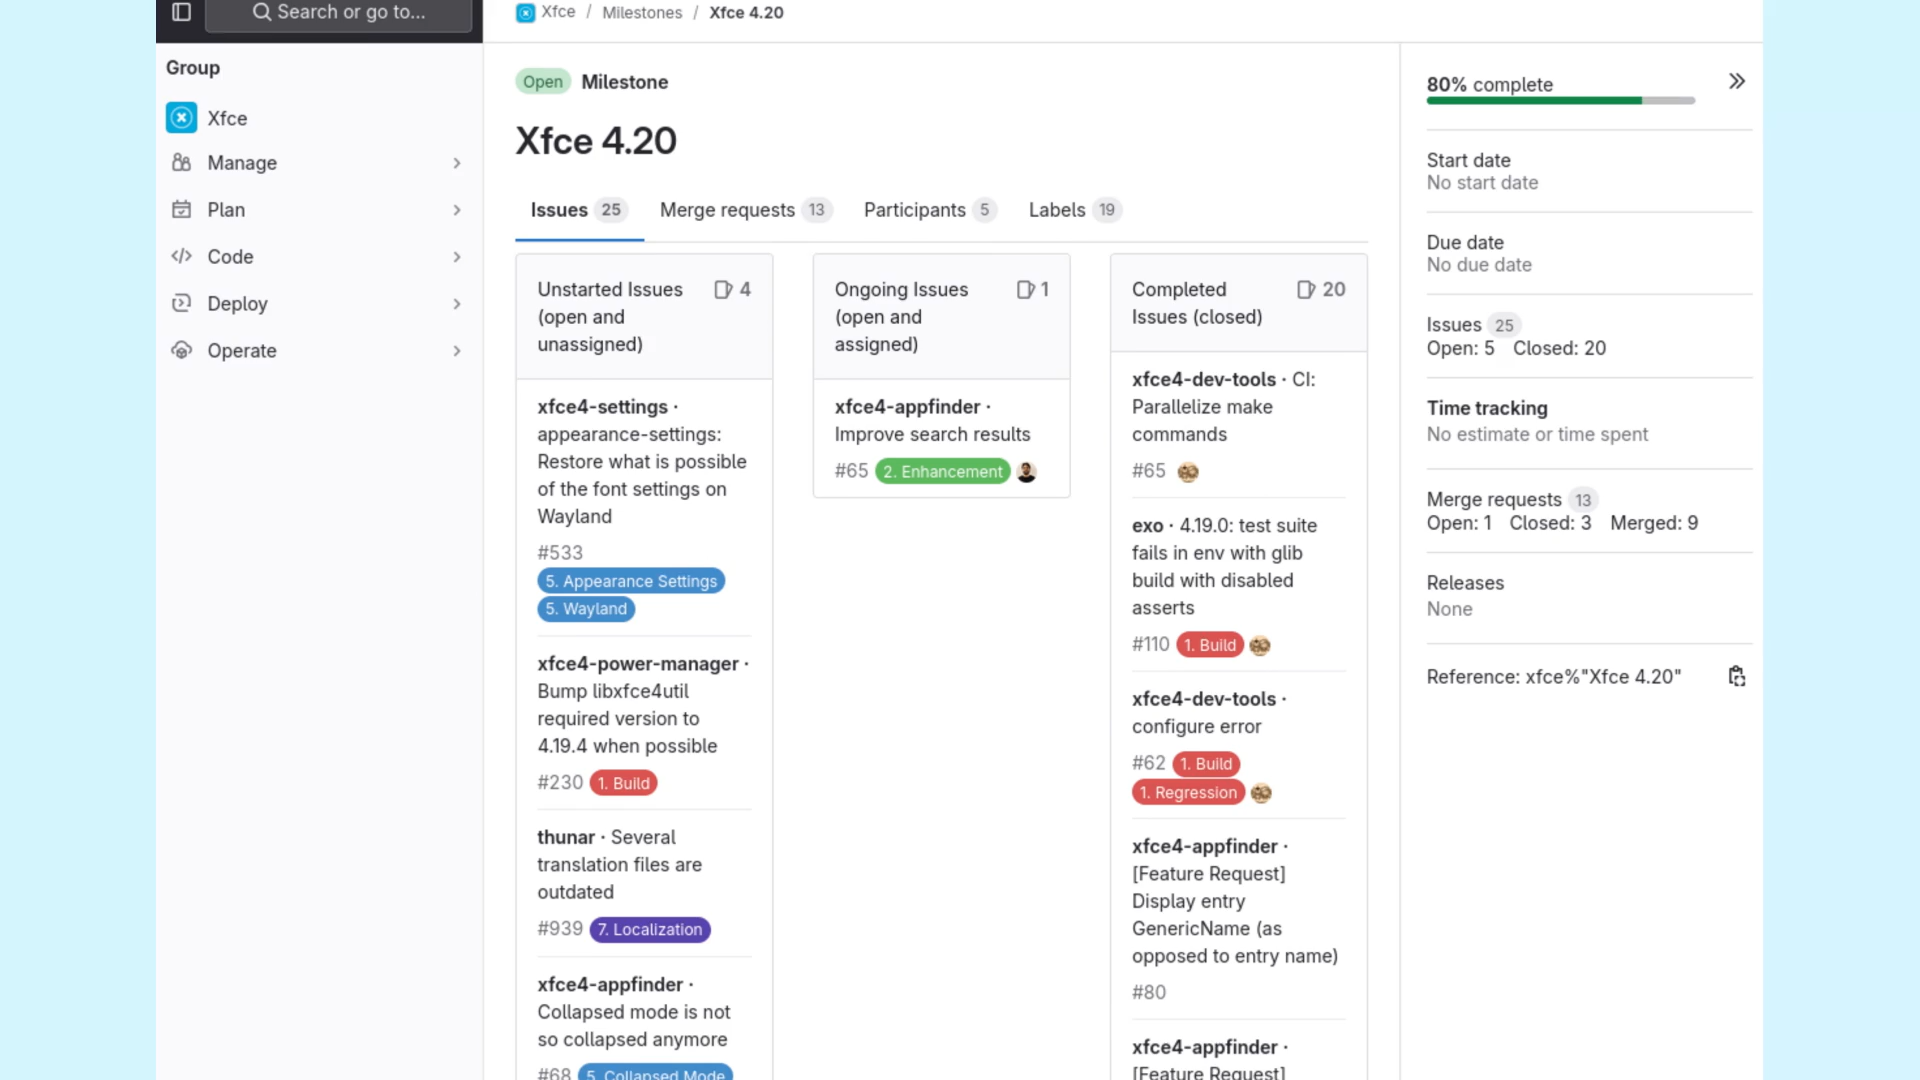 Search or go to...
Xfce / Milestones / Xfce 4.20
Group
Xfce
Manage
Plan
Code
Deploy
Operate
Open Milestone
Xfce 4.20
Issues 25 Merge requests 13 Participants 5 Labels 19
Unstarted Issues 4
(open and
unassigned)
xfce4-settings ·
appearance-settings:
Restore what is possible
of the font settings on
Wayland
#533
5. Appearance Settings
5. Wayland
xfce4-power-manager ·
Bump libxfce4util
required version to
4.19.4 when possible
#230 1. Build
thunar · Several
translation files are
outdated
#939 7. Localization
xfce4-appfinder ·
Collapsed mode is not
so collapsed anymore
#68 5. Collapsed Mode
Ongoing Issues 1
(open and
assigned)
xfce4-appfinder ·
Improve search results
#65 2. Enhancement
Completed 20
Issues (closed)
xfce4-dev-tools · CI:
Parallelize make
commands
#65
exo · 4.19.0: test suite
fails in env with glib
build with disabled
asserts
#110 1. Build
xfce4-dev-tools ·
configure error
#62 1. Build
1. Regression
xfce4-appfinder ·
[Feature Request]
Display entry
GenericName (as
opposed to entry name)
#80
xfce4-appfinder ·
[Feature Request]
80% complete
Start date
No start date
Due date
No due date
Issues 25
Open: 5 Closed: 20
Time tracking
No estimate or time spent
Merge requests 13
Open: 1 Closed: 3 Merged: 9
Releases
None
Reference: xfce%"Xfce 4.20"